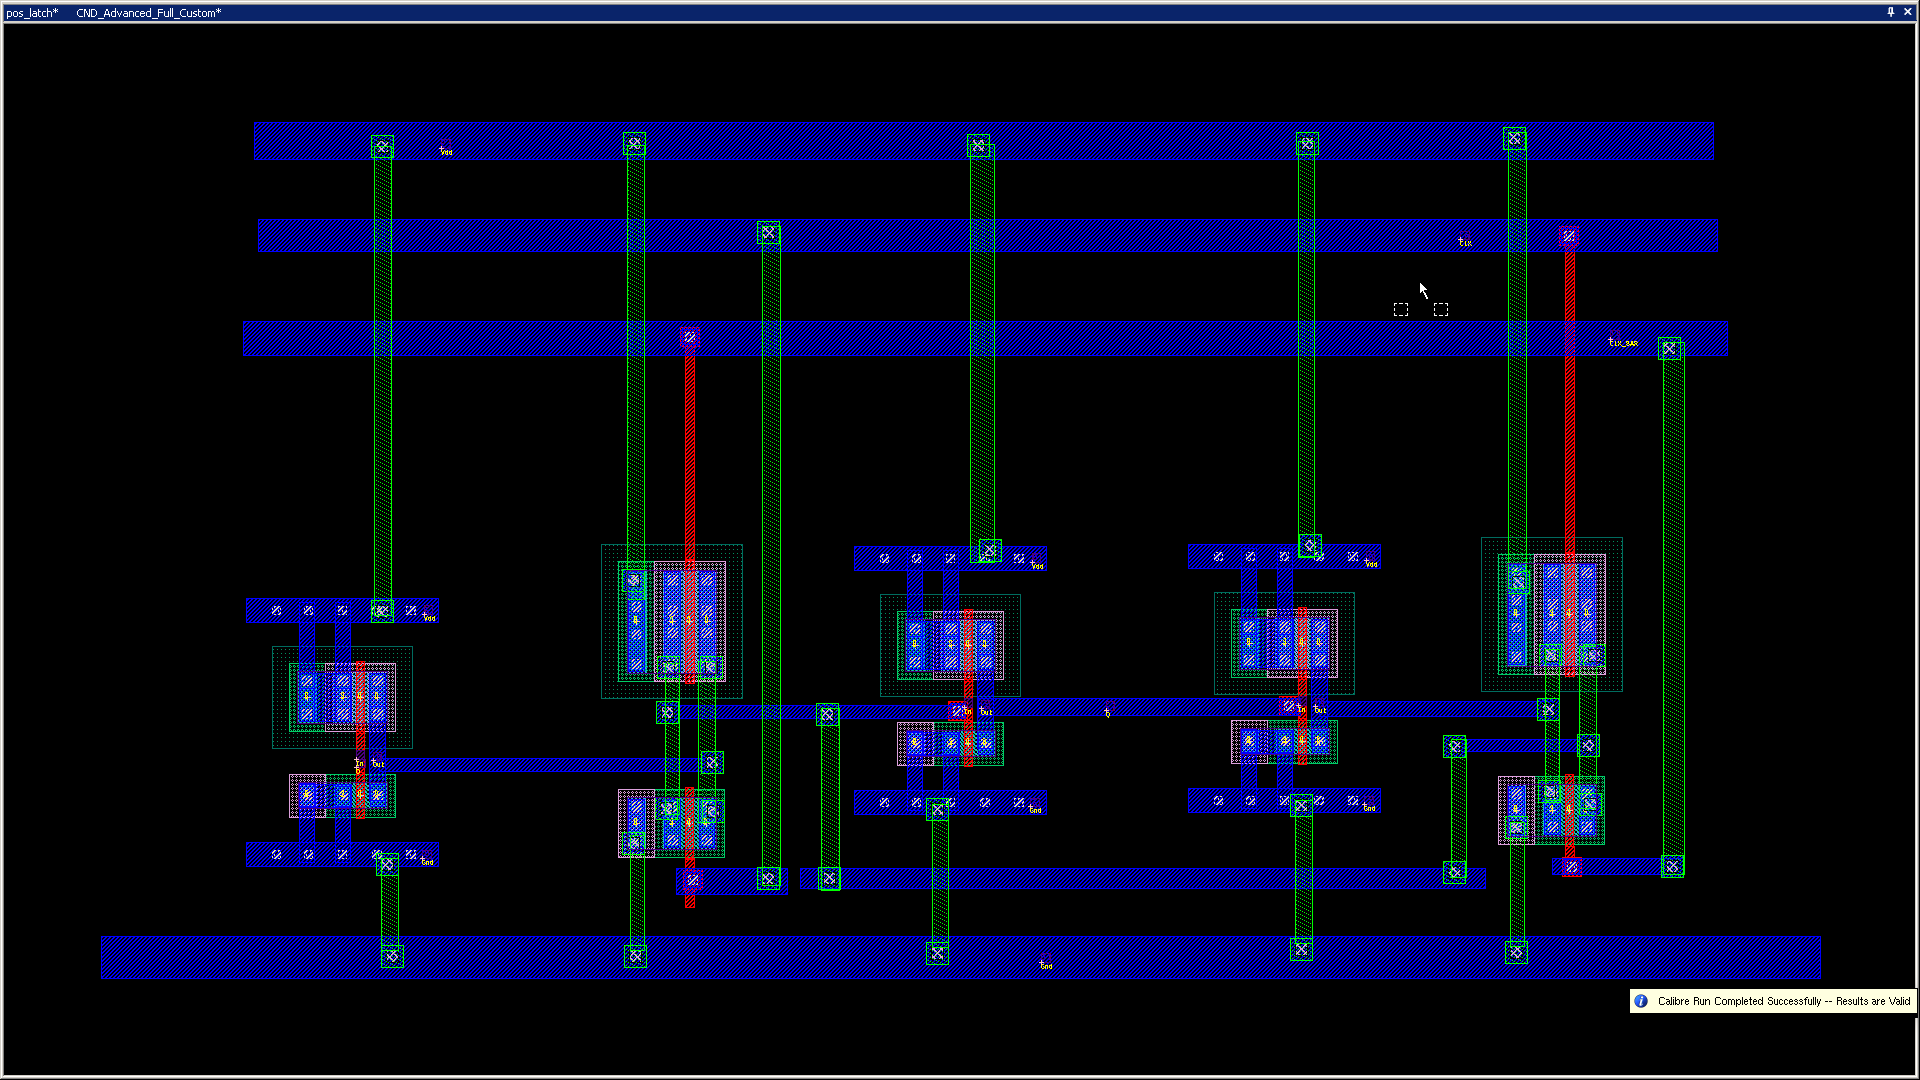 pos_latch* CND_Advanced_Full_Custom*
Vdd
CLK
CLK_BAR
Vdd
Vdd
Vdd
In
Out
Q
In
Out
In
Out
Gnd
Gnd
Gnd
Gnd
Calibre Run Completed Successfully -- Results are Valid